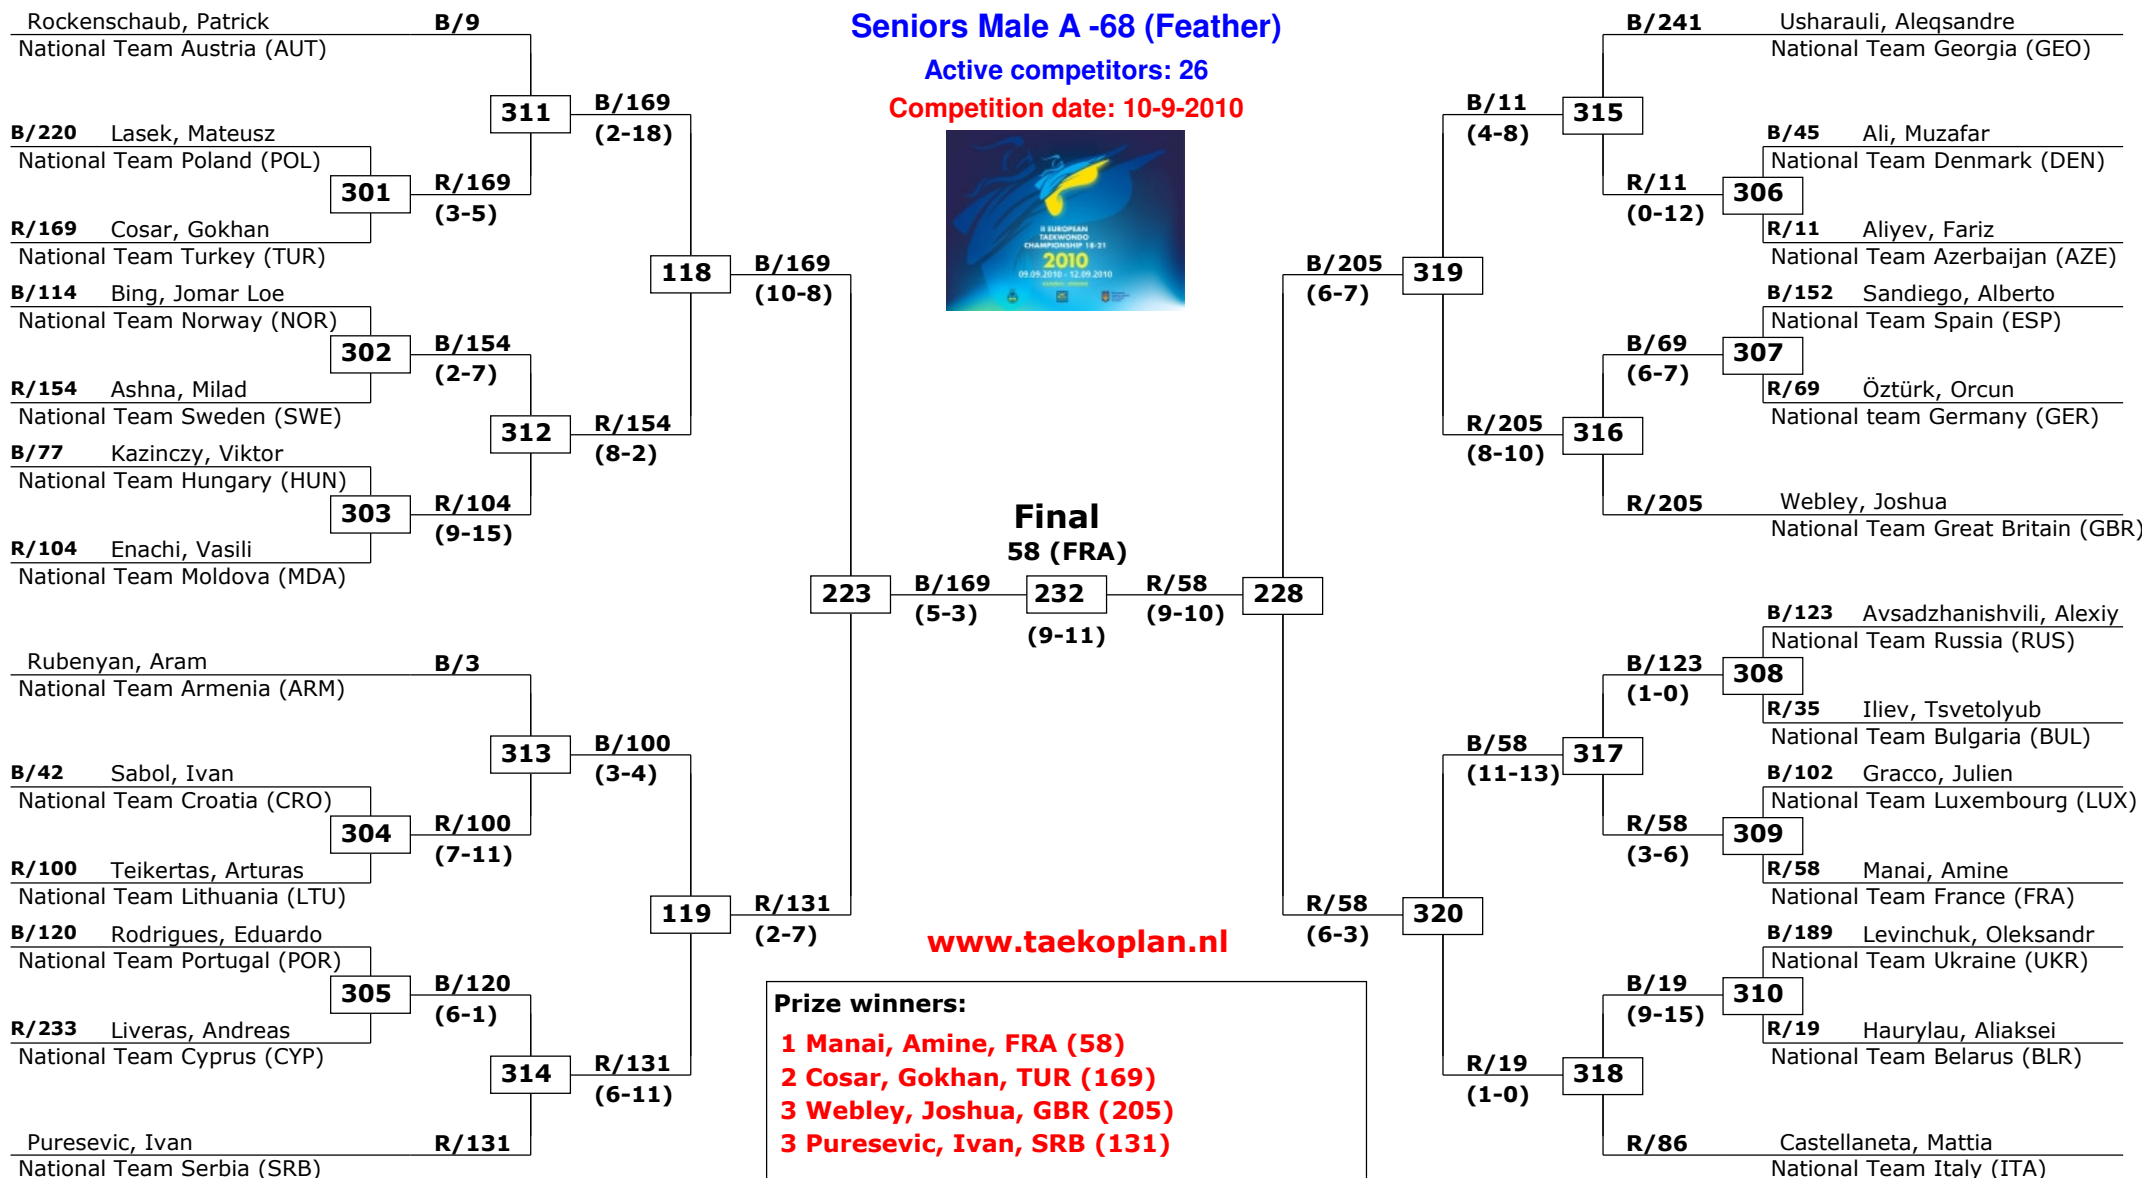 Seniors Male A -68 (Feather)
Active competitors: 26
Competition date: 10-9-2010
II EUROPEAN
TAEKWONDO
CHAMPIONSHIP 18-21
2010
09.09.2010 - 12.09.2010
Rockenschaub, Patrick
B/9
National Team Austria (AUT)
311
B/169
(2-18)
B/220 Lasek, Mateusz
National Team Poland (POL)
301
R/169
(3-5)
R/169 Cosar, Gokhan
National Team Turkey (TUR)
118
B/169
(10-8)
B/114 Bing, Jomar Loe
National Team Norway (NOR)
302
B/154
(2-7)
R/154 Ashna, Milad
National Team Sweden (SWE)
312
R/154
(8-2)
B/77 Kazinczy, Viktor
National Team Hungary (HUN)
303
R/104
(9-15)
R/104 Enachi, Vasili
National Team Moldova (MDA)
223
B/169
(5-3)
Final
58 (FRA)
232
(9-11)
R/58
(9-10)
228
Rubenyan, Aram
B/3
National Team Armenia (ARM)
313
B/100
(3-4)
B/42 Sabol, Ivan
National Team Croatia (CRO)
304
R/100
(7-11)
R/100 Teikertas, Arturas
National Team Lithuania (LTU)
119
R/131
(2-7)
B/120 Rodrigues, Eduardo
National Team Portugal (POR)
305
B/120
(6-1)
R/233 Liveras, Andreas
National Team Cyprus (CYP)
314
R/131
(6-11)
Puresevic, Ivan
R/131
National Team Serbia (SRB)
B/241
Usharauli, Aleqsandre
National Team Georgia (GEO)
B/11
(4-8)
315
B/45 Ali, Muzafar
National Team Denmark (DEN)
R/11
(0-12)
306
R/11 Aliyev, Fariz
National Team Azerbaijan (AZE)
B/205
(6-7)
319
B/152 Sandiego, Alberto
National Team Spain (ESP)
B/69
(6-7)
307
R/69 Öztürk, Orcun
National team Germany (GER)
R/205
(8-10)
316
R/205
Webley, Joshua
National Team Great Britain (GBR)
B/123 Avsadzhanishvili, Alexiy
National Team Russia (RUS)
B/123
(1-0)
308
R/35 Iliev, Tsvetolyub
National Team Bulgaria (BUL)
B/58
(11-13)
317
B/102 Gracco, Julien
National Team Luxembourg (LUX)
R/58
(3-6)
309
R/58 Manai, Amine
National Team France (FRA)
R/58
(6-3)
320
B/189 Levinchuk, Oleksandr
National Team Ukraine (UKR)
B/19
(9-15)
310
R/19 Haurylau, Aliaksei
National Team Belarus (BLR)
R/19
(1-0)
318
R/86
Castellaneta, Mattia
National Team Italy (ITA)
www.taekoplan.nl
Prize winners:
1 Manai, Amine, FRA (58)
2 Cosar, Gokhan, TUR (169)
3 Webley, Joshua, GBR (205)
3 Puresevic, Ivan, SRB (131)